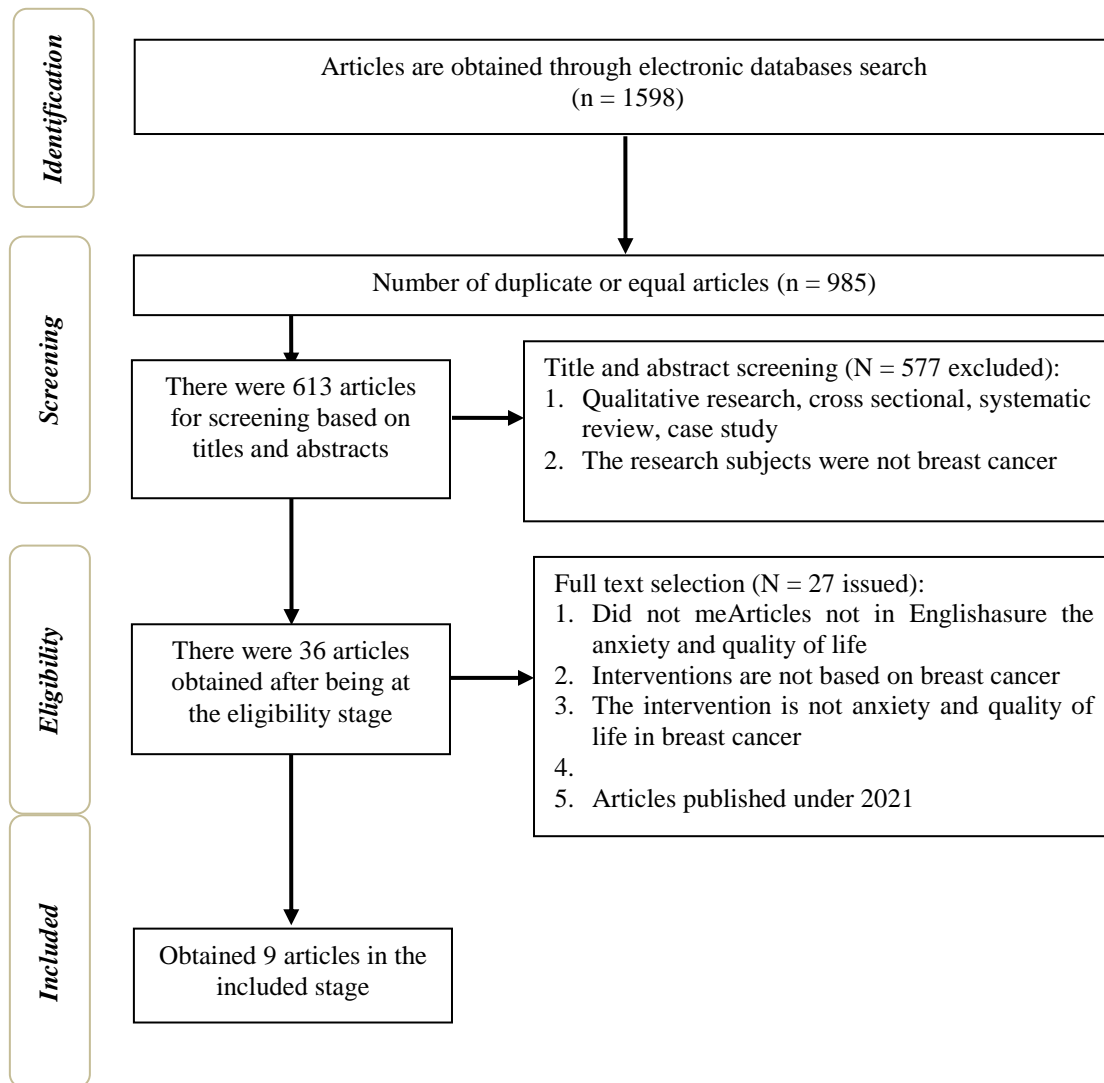 Identification
Articles are obtained through electronic databases search
(n = 1598)
Screening
Number of duplicate or equal articles (n = 985)
There were 613 articles
for screening based on
titles and abstracts
Title and abstract screening (N = 577 excluded):
1. Qualitative research, cross sectional, systematic
review, case study
2. The research subjects were not breast cancer
Eligibility
There were 36 articles
obtained after being at
the eligibility stage
Full text selection (N = 27 issued):
1. Did not meArticles not in Englishasure the
anxiety and quality of life
2. Interventions are not based on breast cancer
3. The intervention is not anxiety and quality of
life in breast cancer
4.
5. Articles published under 2021
Included
Obtained 9 articles in the
included stage